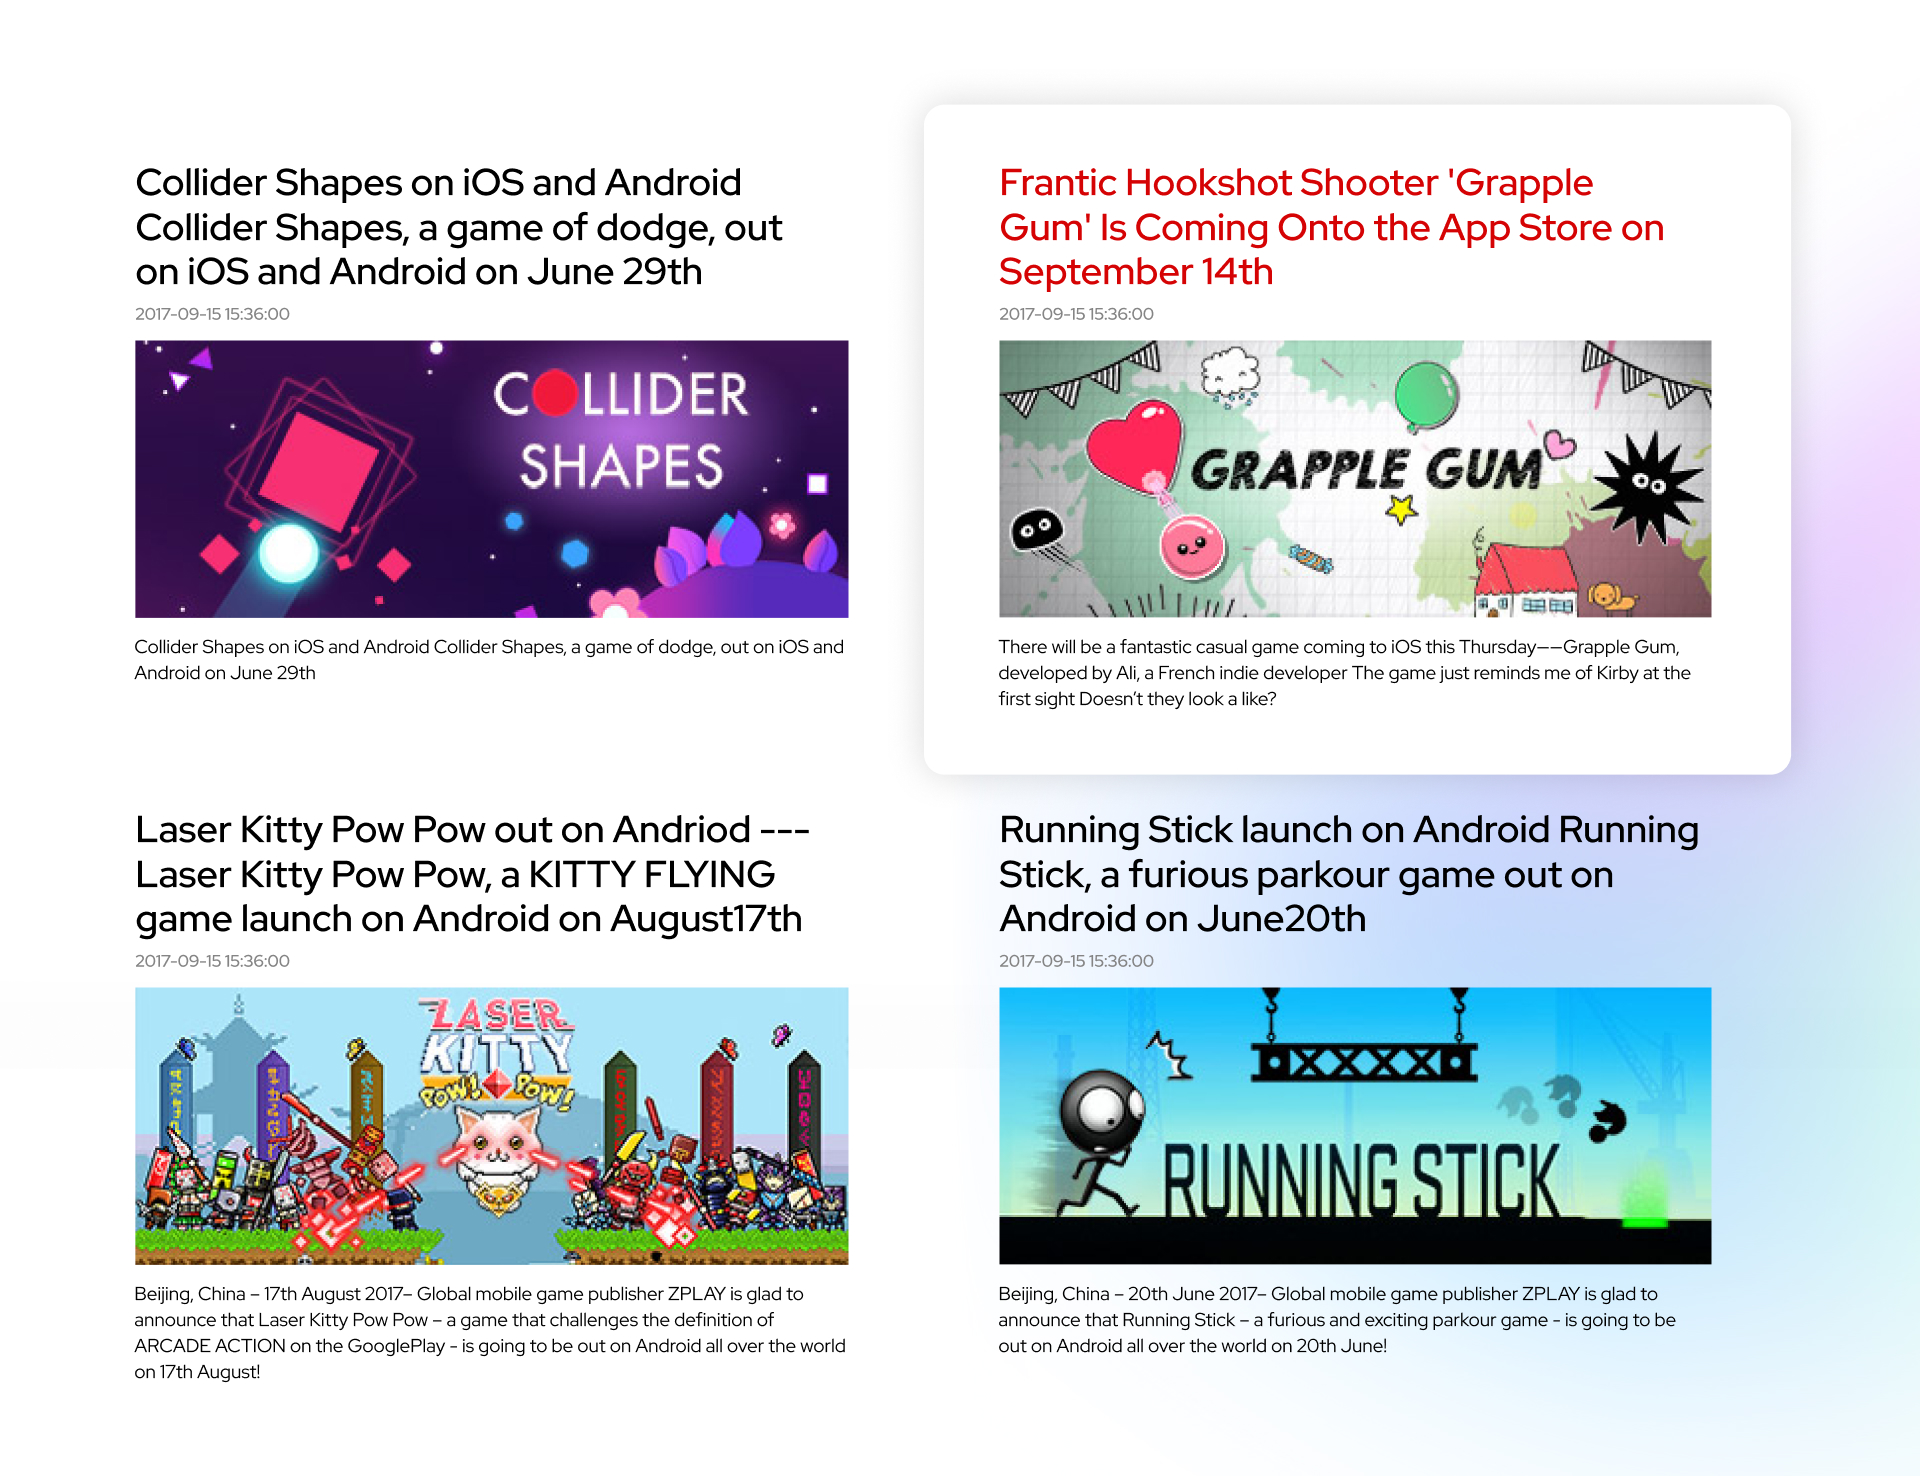 Collider Shapes on iOS and Android
Collider Shapes, a game of dodge, out
on iOS and Android on June 29th
2017-09-15 15:36:00
COLLIDER
SHAPES
Collider Shapes on iOS and Android Collider Shapes, a game of dodge, out on iOS and
Android on June 29th
Frantic Hookshot Shooter 'Grapple
Gum' Is Coming Onto the App Store on
September 14th
2017-09-15 15:36:00
GRAPPLE GUM
There will be a fantastic casual game coming to iOS this Thursday——Grapple Gum,
developed by Ali, a French indie developer The game just reminds me of Kirby at the
first sight Doesn’t they look a like?
Laser Kitty Pow Pow out on Andriod ---
Laser Kitty Pow Pow, a KITTY FLYING
game launch on Android on August17th
2017-09-15 15:36:00
LASER
KITTY
POW! POW!
Beijing, China – 17th August 2017– Global mobile game publisher ZPLAY is glad to
announce that Laser Kitty Pow Pow – a game that challenges the definition of
ARCADE ACTION on the GooglePlay - is going to be out on Android all over the world
on 17th August!
Running Stick launch on Android Running
Stick, a furious parkour game out on
Android on June20th
2017-09-15 15:36:00
RUNNING STICK
Beijing, China – 20th June 2017– Global mobile game publisher ZPLAY is glad to
announce that Running Stick – a furious and exciting parkour game - is going to be
out on Android all over the world on 20th June!